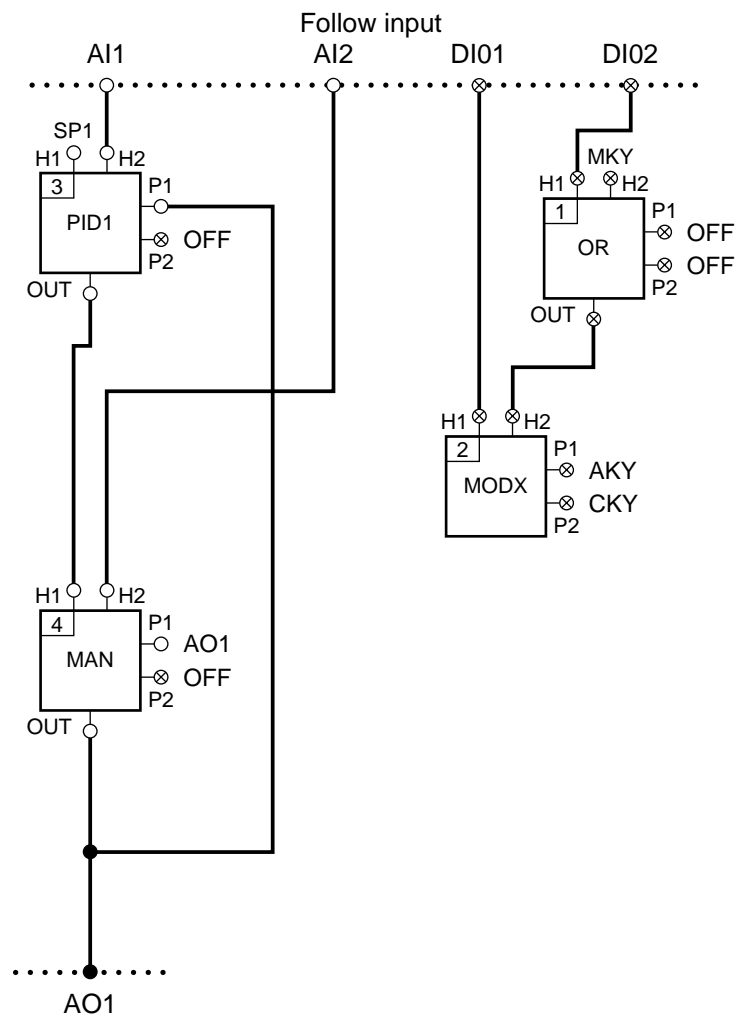 Follow input
AI1 AI2 DI01 DI02
SP1
H1 H2
3
PID1
P1
OFF
P2
OUT
MKY
H1 H2
1
OR
P1
OFF
OFF
P2
OUT
H1 H2
2
MODX
P1
AKY
CKY
P2
H1 H2
4
MAN
P1
AO1
OFF
P2
OUT
AO1